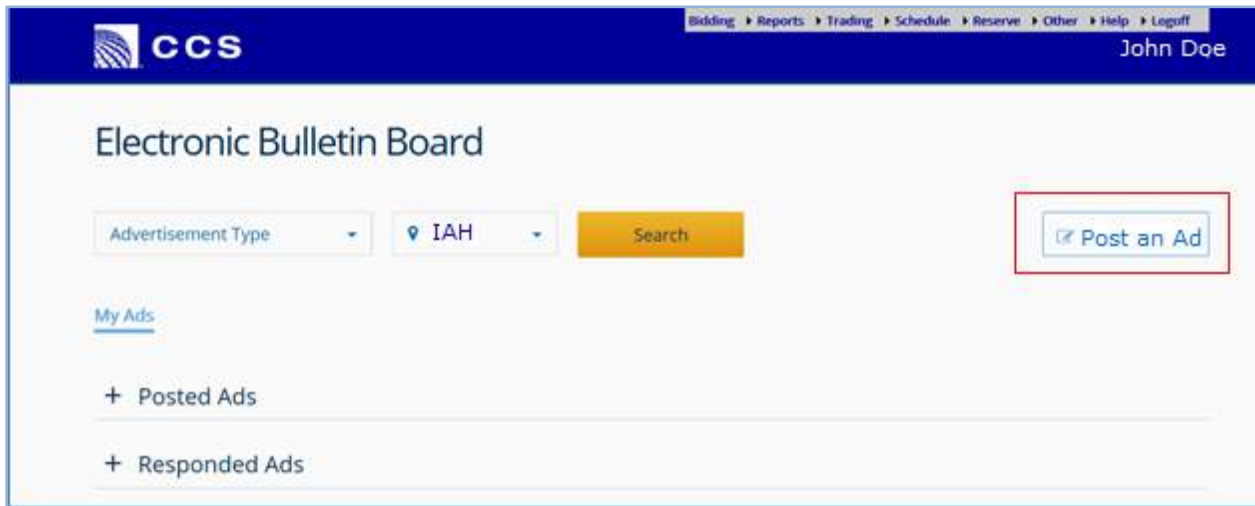 Bidding Reports Trading Schedule Reserve Other Help Logoff
CCS
John Doe
Electronic Bulletin Board
Advertisement Type
IAH
Search
Post an Ad
My Ads
+ Posted Ads
+ Responded Ads